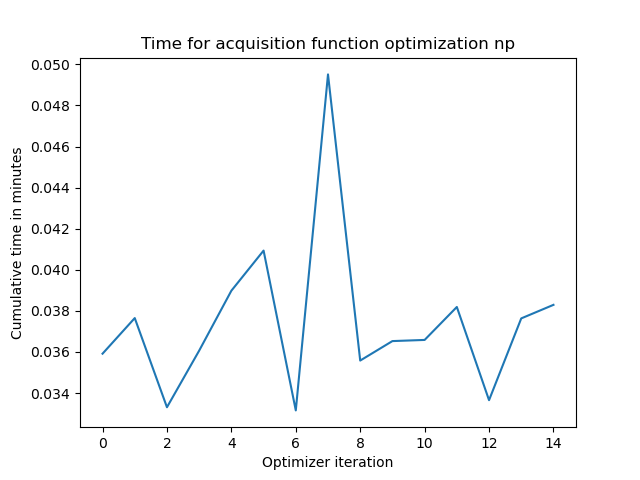 Time for acquisition function optimization np
Cumulative time in minutes
0.050
0.048
0.046
0.044
0.042
0.040
0.038
0.036
0.034
0 2 4 6 8 10 12 14
Optimizer iteration